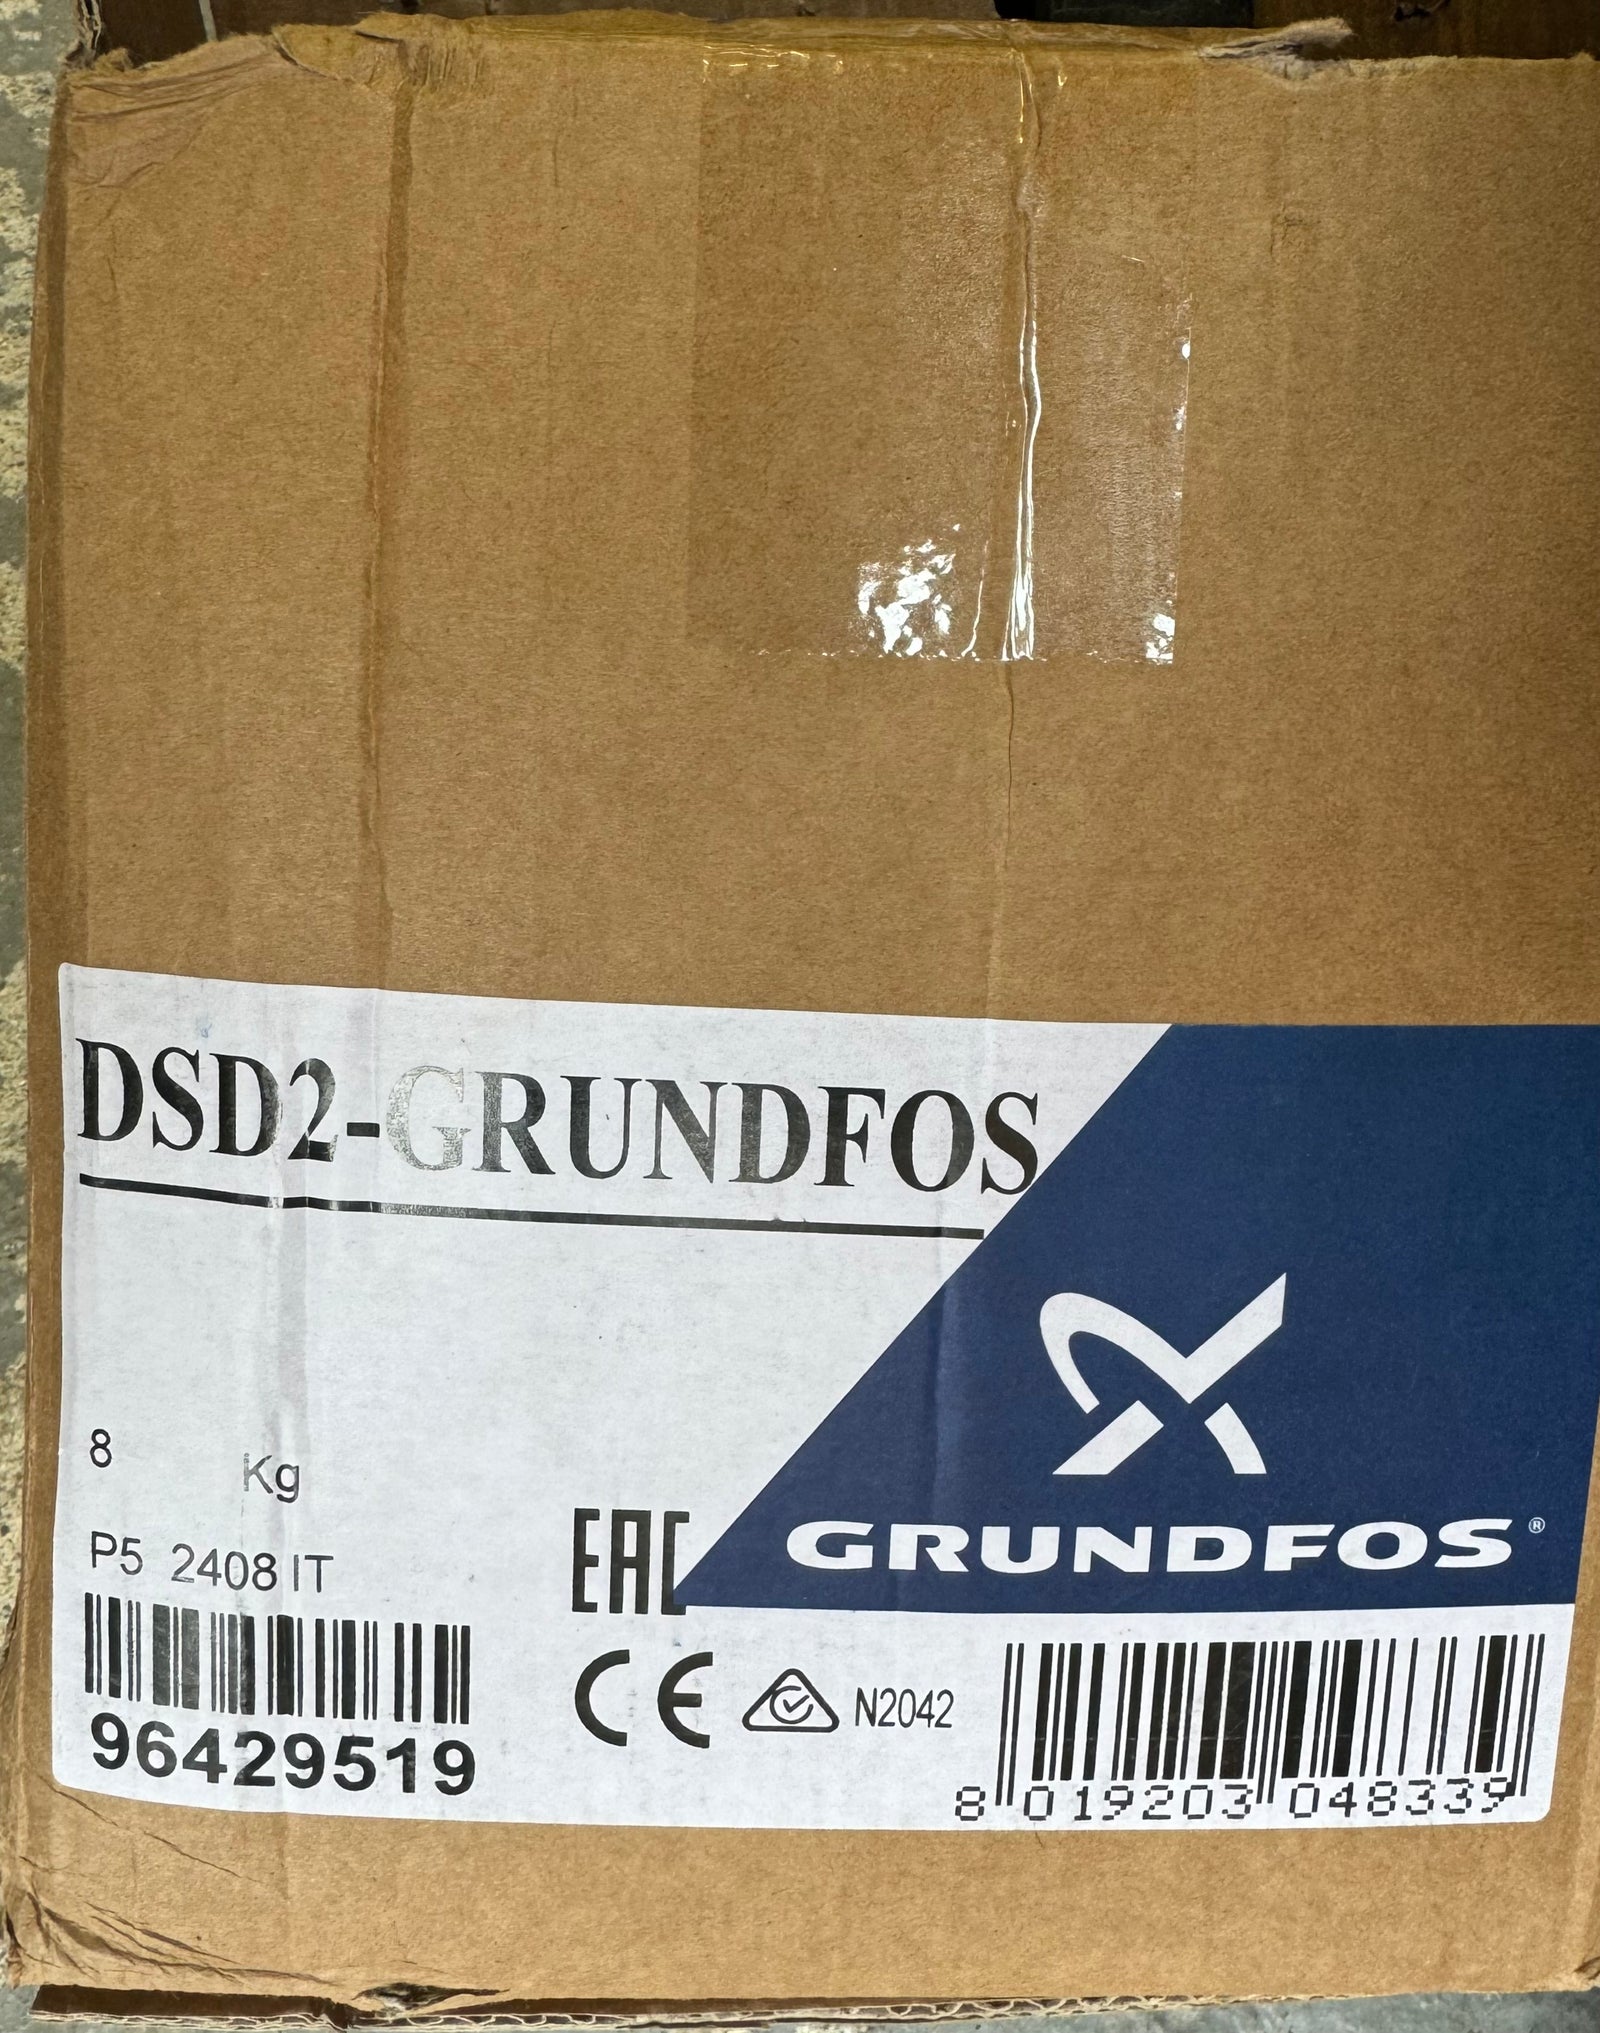 DSD2-GRUNDFOS
8 Kg
P5 2408 IT
96429519
EAC
CE
N2042
GRUNDFOS®
8 019203 048339